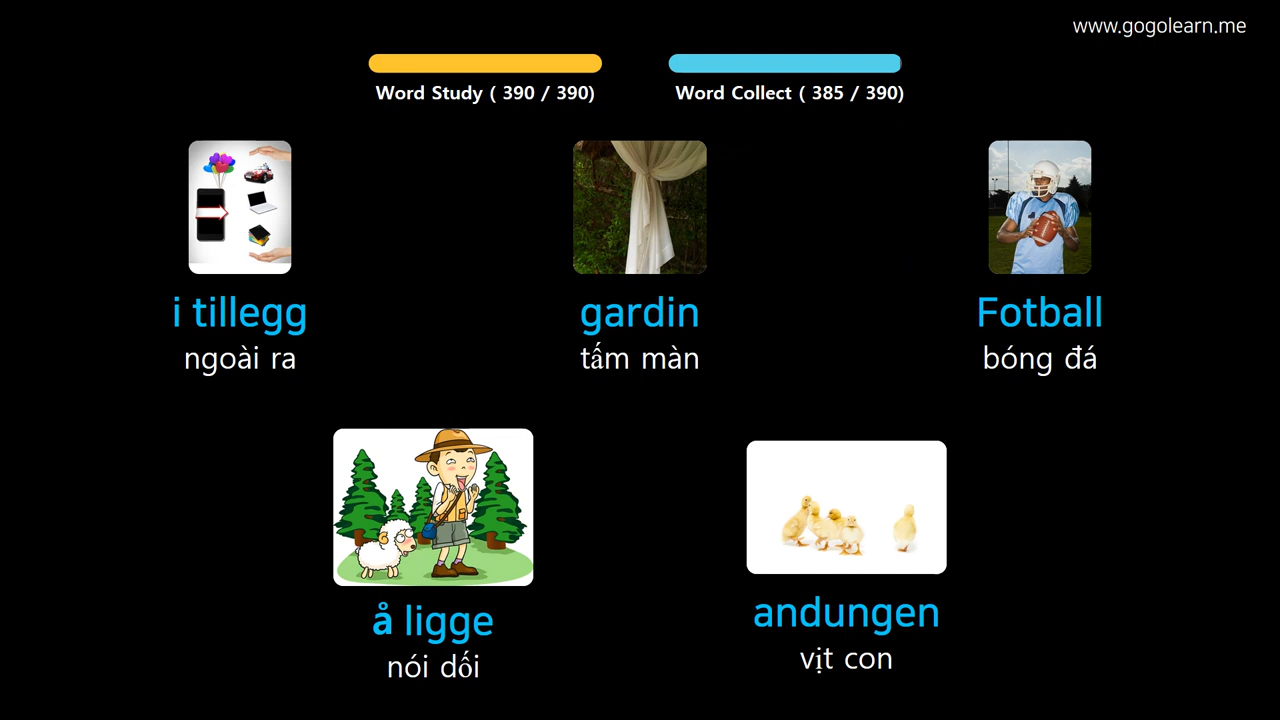 www.gogolearn.me
Word Study ( 390 / 390)
Word Collect ( 385 / 390)
i tillegg
ngoài ra
gardin
tấm màn
Fotball
bóng đá
å ligge
nói dối
andungen
vịt con